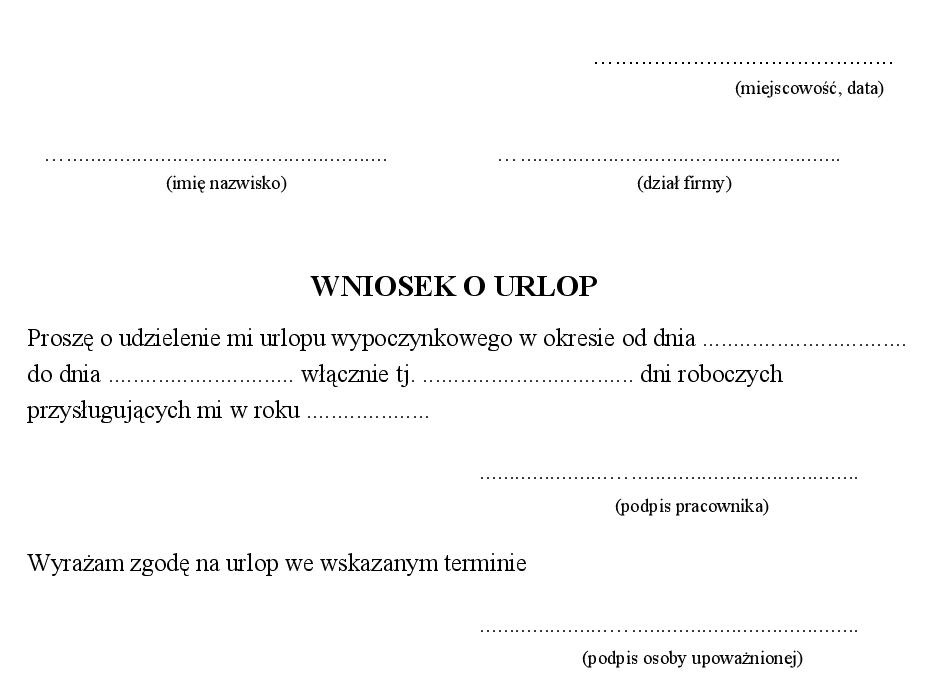 …...........................................
(miejscowość, data)
…...................................................... ….......................................................
(imię nazwisko) (dział firmy)
WNIOSEK O URLOP
Proszę o udzielenie mi urlopu wypoczynkowego w okresie od dnia .................................
do dnia .............................. włącznie tj. .................................. dni roboczych
przysługujących mi w roku ....................
......................…......................................
(podpis pracownika)
Wyrażam zgodę na urlop we wskazanym terminie
......................…......................................
(podpis osoby upoważnionej)